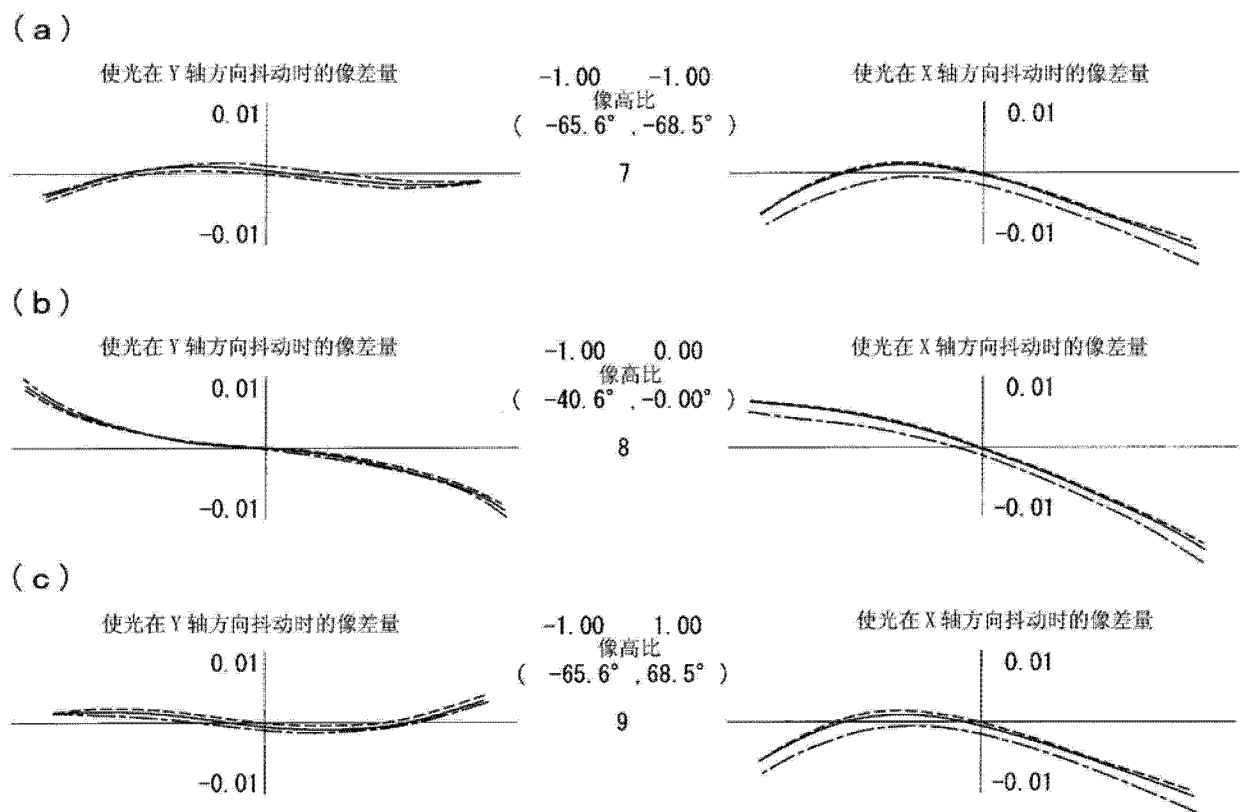 (a)
使光在 Y 轴方向抖动时的像差量
-1.00 -1.00
像高比
( -65.6° ,-68.5° )
使光在 X 轴方向抖动时的像差量
0.01
0.01
7
-0.01
-0.01
(b)
使光在 Y 轴方向抖动时的像差量
-1.00 0.00
像高比
( -40.6° ,-0.00° )
使光在 X 轴方向抖动时的像差量
0.01
0.01
8
-0.01
-0.01
(c)
使光在 Y 轴方向抖动时的像差量
-1.00 1.00
像高比
( -65.6° ,68.5° )
使光在 X 轴方向抖动时的像差量
0.01
0.01
9
-0.01
-0.01